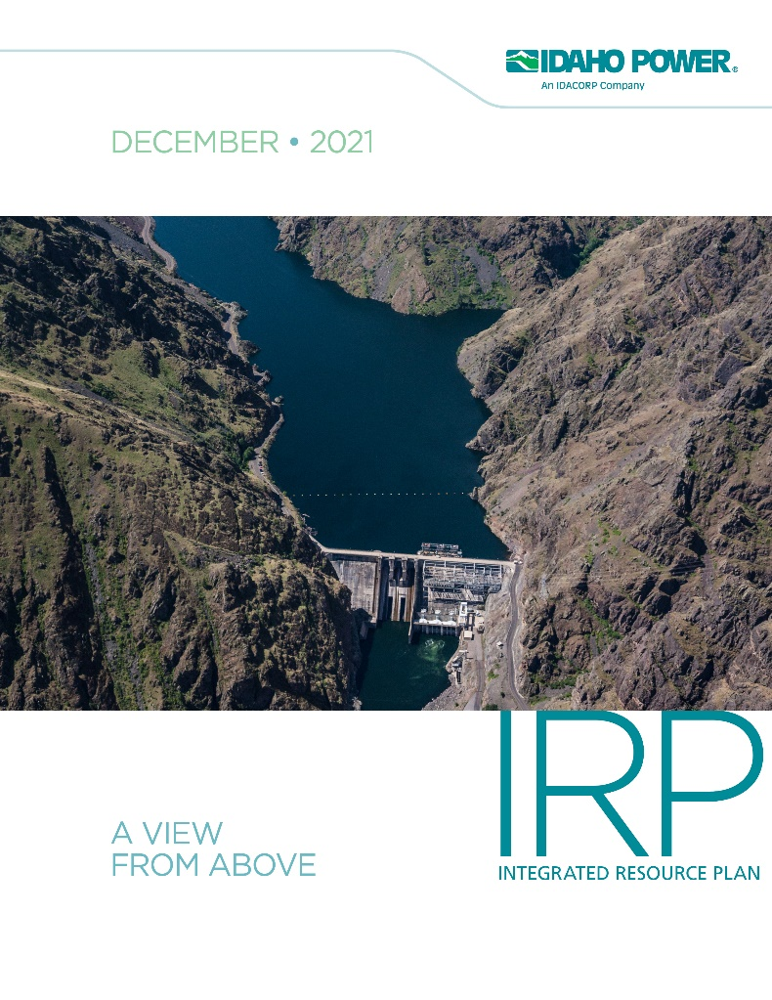 IDAHO POWER®
An IDACORP Company
DECEMBER • 2021
IRP
INTEGRATED RESOURCE PLAN
A VIEW
FROM ABOVE